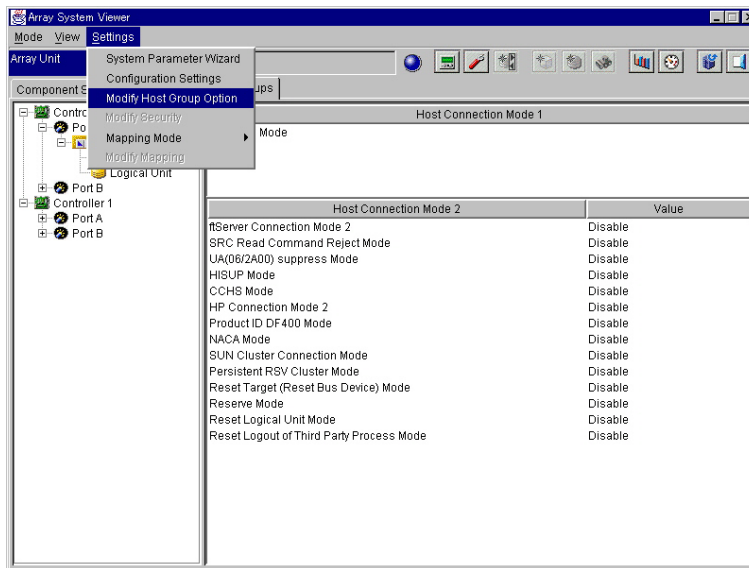 Array System Viewer
Mode View Settings
Array Unit
System Parameter Wizard
Configuration Settings
Modify Host Group Option
Modify Security
Mapping Mode
Modify Mapping
Component S
ups
Contrc
Po
Logical Unit
Port B
Controller 1
Port A
Port B
Host Connection Mode 1
Mode
Host Connection Mode 2 Value
ftServer Connection Mode 2 Disable
SRC Read Command Reject Mode Disable
UA(06/2A00) suppress Mode Disable
HISUP Mode Disable
CCHS Mode Disable
HP Connection Mode 2 Disable
Product ID DF400 Mode Disable
NACA Mode Disable
SUN Cluster Connection Mode Disable
Persistent RSV Cluster Mode Disable
Reset Target (Reset Bus Device) Mode Disable
Reserve Mode Disable
Reset Logical Unit Mode Disable
Reset Logout of Third Party Process Mode Disable